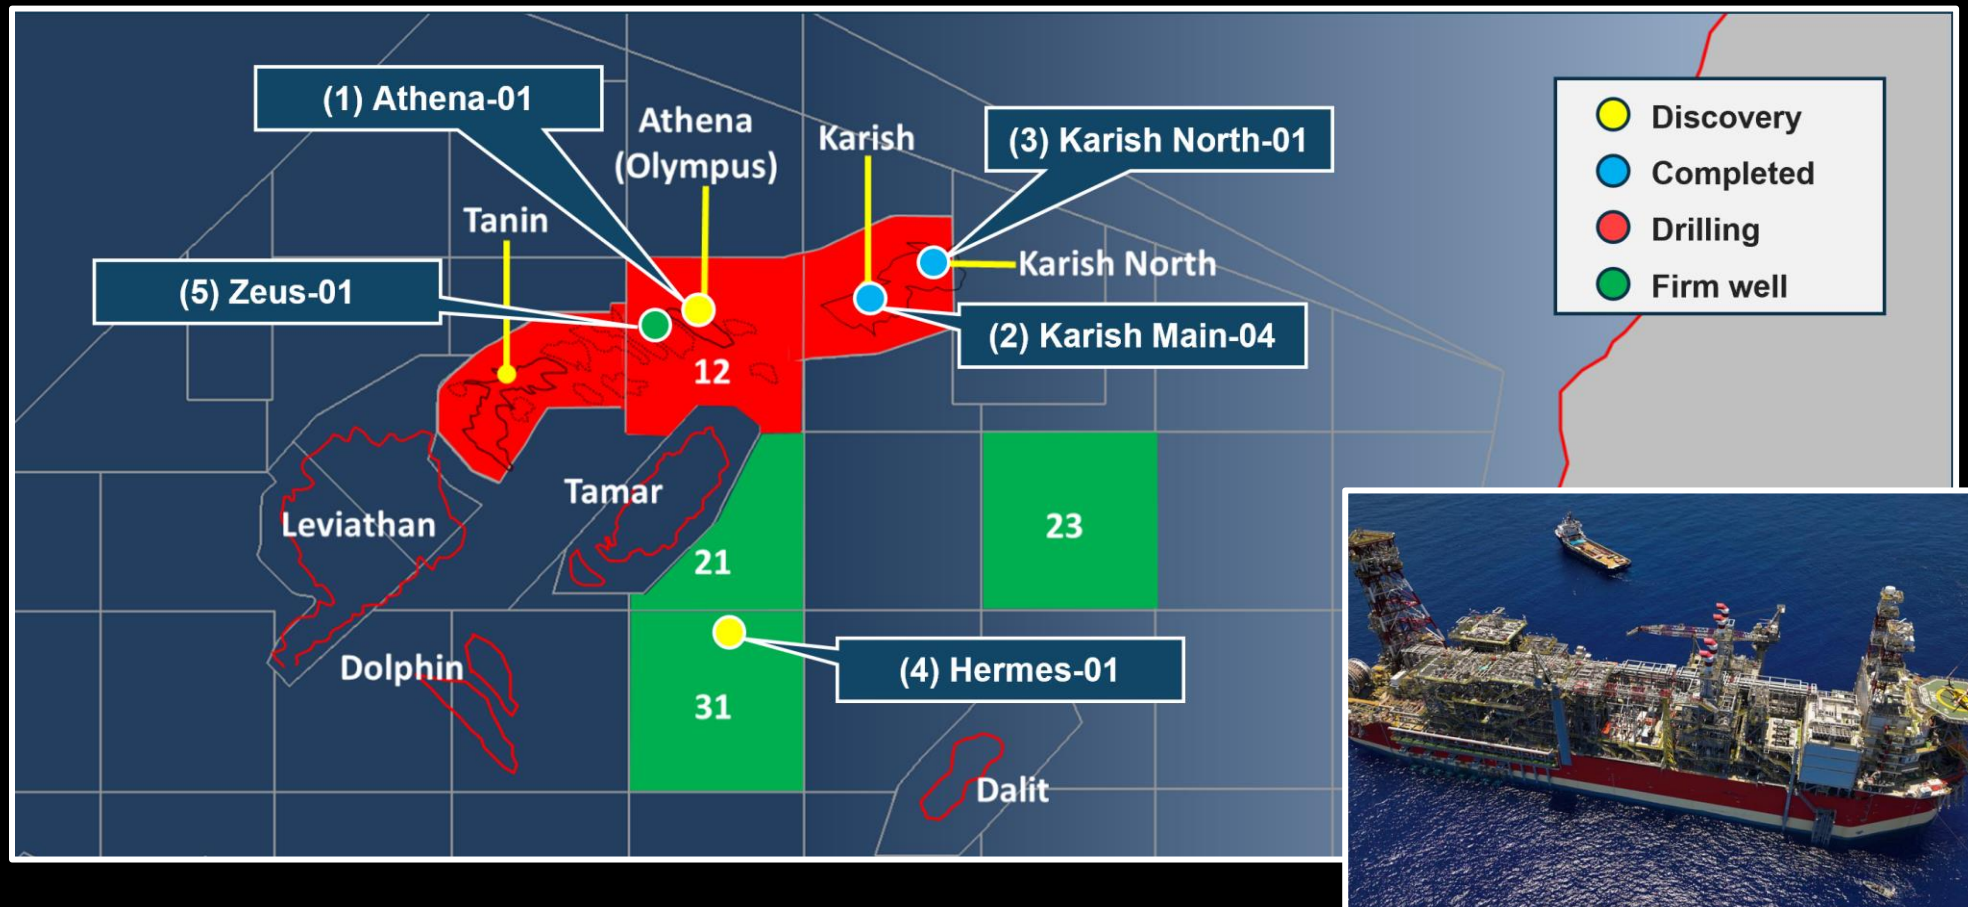 (1) Athena-01
Athena
(Olympus)
Karish
(3) Karish North-01
Discovery
Completed
Drilling
Firm well
Tanin
Karish North
(5) Zeus-01
(2) Karish Main-04
12
Tamar
Leviathan
23
21
Dolphin
(4) Hermes-01
31
Dalit